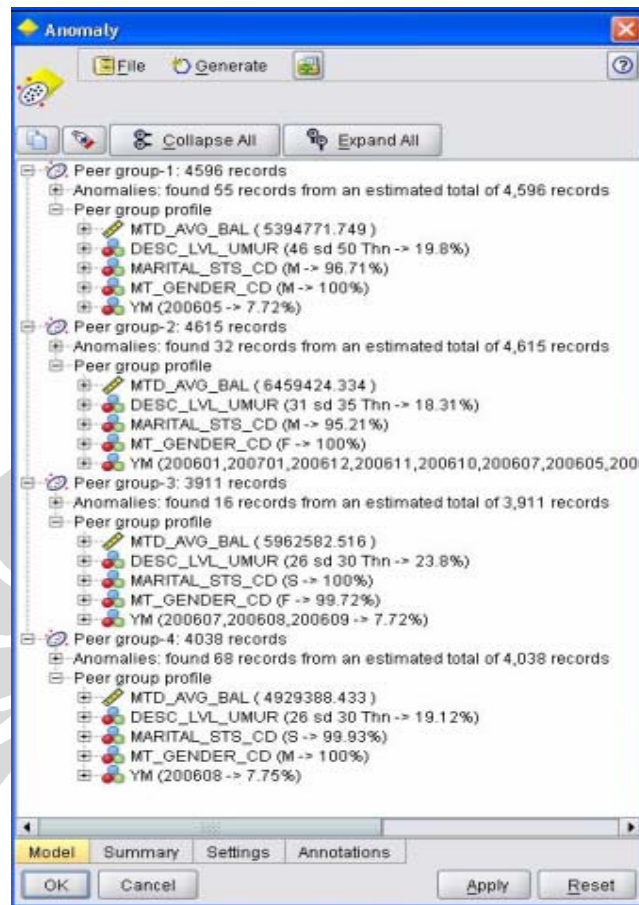 Anomaly
File Generate
Collapse All Expand All
Peer group-1: 4596 records
Anomalies: found 55 records from an estimated total of 4,596 records
Peer group profile
MTD_AVG_BAL ( 5394771.749 )
DESC_LVL_UMUR (46 sd 50 Thn -> 19.8%)
MARITAL_STS_CD (M -> 96.71%)
MT_GENDER_CD (M -> 100%)
YM (200605 -> 7.72%)
Peer group-2: 4615 records
Anomalies: found 32 records from an estimated total of 4,615 records
Peer group profile
MTD_AVG_BAL ( 6459424.334 )
DESC_LVL_UMUR (31 sd 35 Thn -> 18.31%)
MARITAL_STS_CD (M -> 95.21%)
MT_GENDER_CD (F -> 100%)
YM (200601,200701,200612,200611,200610,200607,200605,200
Peer group-3: 3911 records
Anomalies: found 16 records from an estimated total of 3,911 records
Peer group profile
MTD_AVG_BAL ( 5962582.516 )
DESC_LVL_UMUR (26 sd 30 Thn -> 23.8%)
MARITAL_STS_CD (S -> 100%)
MT_GENDER_CD (F -> 99.72%)
YM (200607,200608,200609 -> 7.72%)
Peer group-4: 4038 records
Anomalies: found 68 records from an estimated total of 4,038 records
Peer group profile
MTD_AVG_BAL ( 4929388.433 )
DESC_LVL_UMUR (26 sd 30 Thn -> 19.12%)
MARITAL_STS_CD (S -> 99.93%)
MT_GENDER_CD (M -> 100%)
YM (200608 -> 7.75%)
Model Summary Settings Annotations
OK Cancel Apply Reset